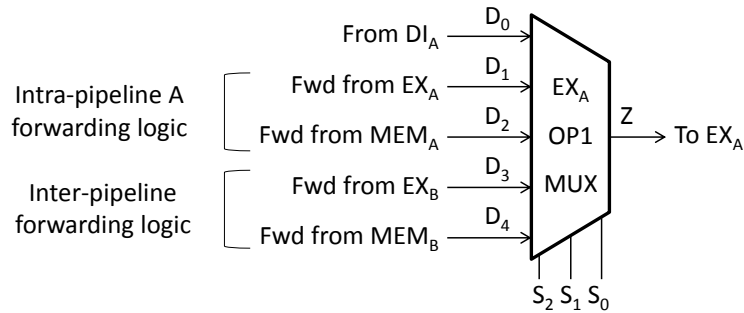 From DI_A D_0
Intra-pipeline A forwarding logic
Fwd from EX_A D_1
Fwd from MEM_A D_2
Inter-pipeline forwarding logic
Fwd from EX_B D_3
Fwd from MEM_B D_4
EX_A
OP1
MUX
Z To EX_A
S_2 S_1 S_0